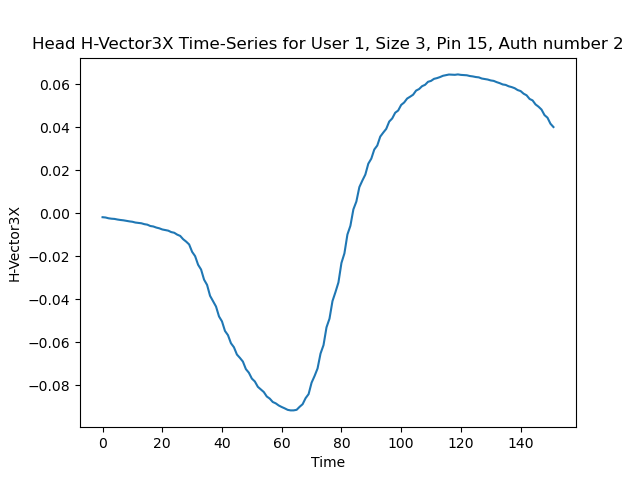 Head H-Vector3X Time-Series for User 1, Size 3, Pin 15, Auth number 2
H-Vector3X
0.06
0.04
0.02
0.00
−0.02
−0.04
−0.06
−0.08
0 20 40 60 80 100 120 140
Time